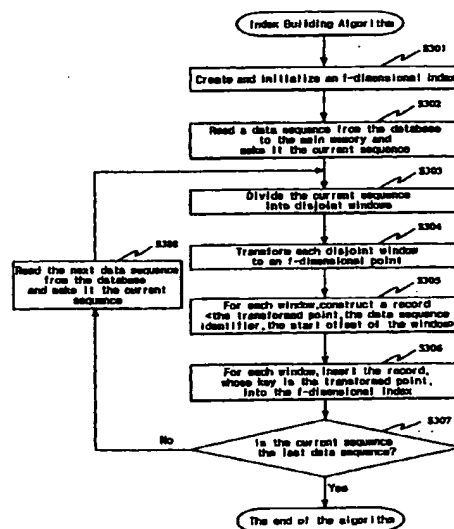 Index Building Algorithm
S301
Create and initialize an f-dimensional index
S302
Read a data sequence from the database
to the main memory and
make it the current sequence
S303
Divide the current sequence
into disjoint windows
S304
Transform each disjoint window
to an f-dimensional point
S305
For each window, construct a record
<the transformed point, the data sequence
identifier, the start offset of the window>
S306
For each window, insert the record,
whose key is the transformed point,
into the f-dimensional index
S307
Is the current sequence
the last data sequence?
No
Yes
S308
Read the next data sequence
from the database
and make it the current
sequence
The end of the algorithm